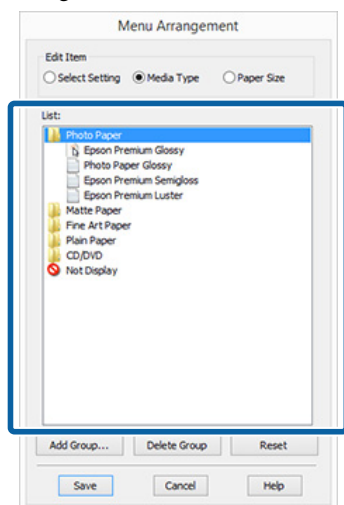 Menu Arrangement
Edit Item
Select Setting Media Type Paper Size
List:
Photo Paper
Epson Premium Glossy
Photo Paper Glossy
Epson Premium Semigloss
Epson Premium Luster
Matte Paper
Fine Art Paper
Plain Paper
CD/DVD
Not Display
Add Group... Delete Group Reset
Save Cancel Help